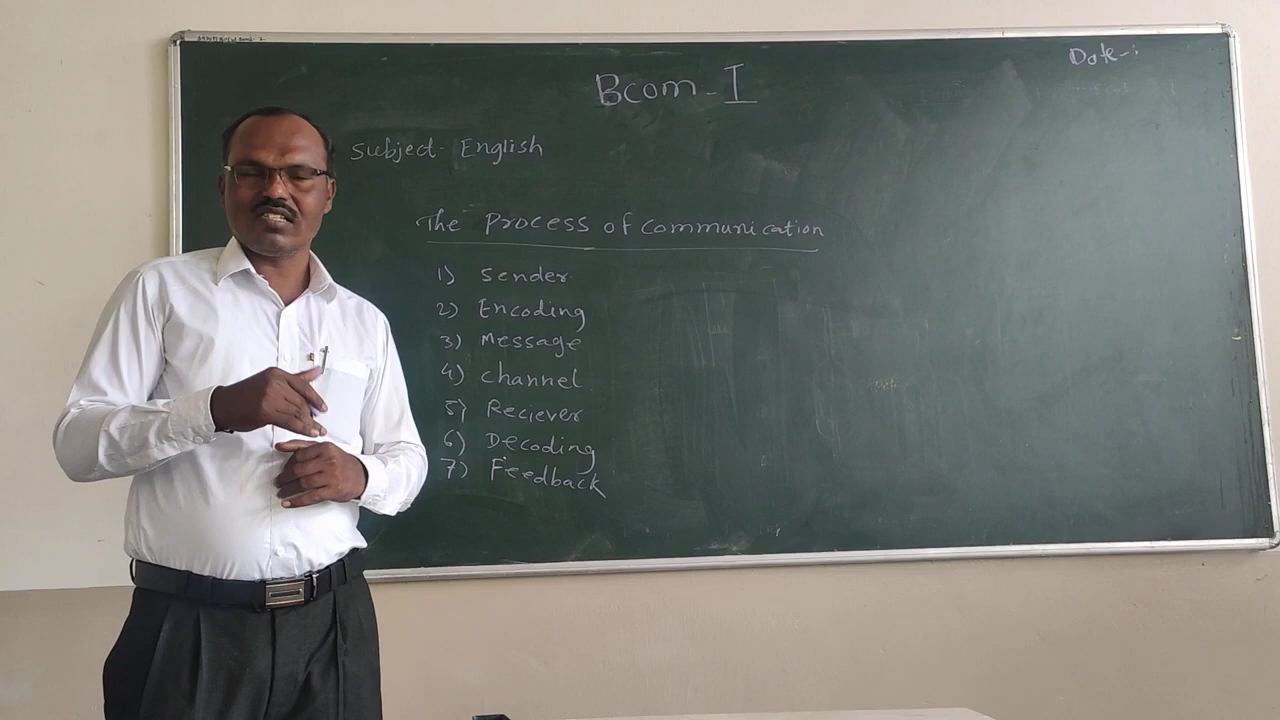 Date-:
Bcom-I
Subject- English
The Process of communication
1) Sender
2) Encoding
3) Message
4) channel
5) Reciever
6) Decoding
7) Feedback